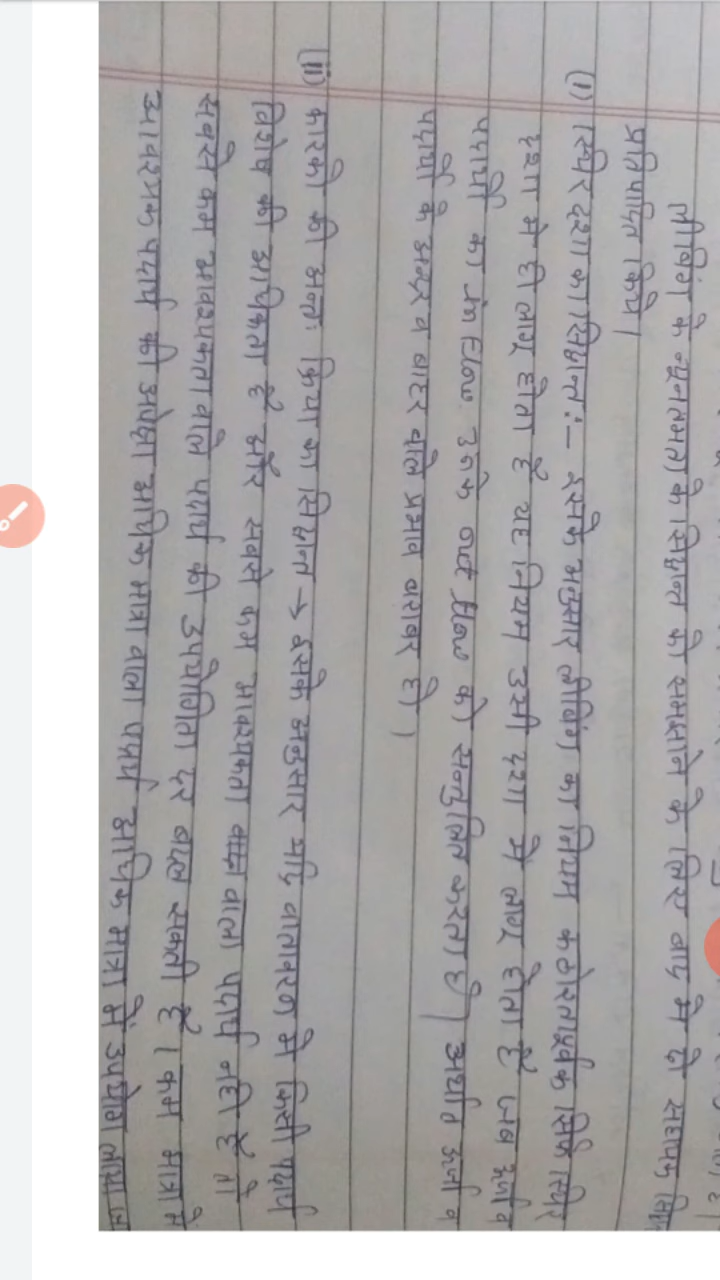 लीबिंग के न्यूनतमता के सिद्धान्त को समझाने के लिए बाद मे दो सहायक
प्रतिपादित किये।
(i) स्थिर दशा का सिद्धान्त:- इसके अनुसार लीबिंग का नियम कठोरतापूर्वक सिर्फ स्थिर
दशा मे ही लागू होता है यह नियम उसी दशा मे लागू होता है जब ऊर्जा व
पदार्थो का In Flow उनके out flow को सन्तुलित करता हो। अर्थात ऊर्जा व
पदार्थो के अन्दर व बाहर वाले प्रभाव बराबर हो।
(ii) कारको की अन्तः क्रिया का सिद्धान्त → इसके अनुसार यदि वातावरण मे किसी पदार्थ
विशेष की अधिकता है और सबसे कम आवश्यकता वाला पदार्थ नही है तो
सबसे कम आवश्यकता वाले पदार्थ की उपयोगिता दर बदल सकती है। कम मात्रा मे
आवश्यक पदार्थ की अपेक्षा अधिक मात्रा वाला पदार्थ अधिक मात्रा में उपयोग